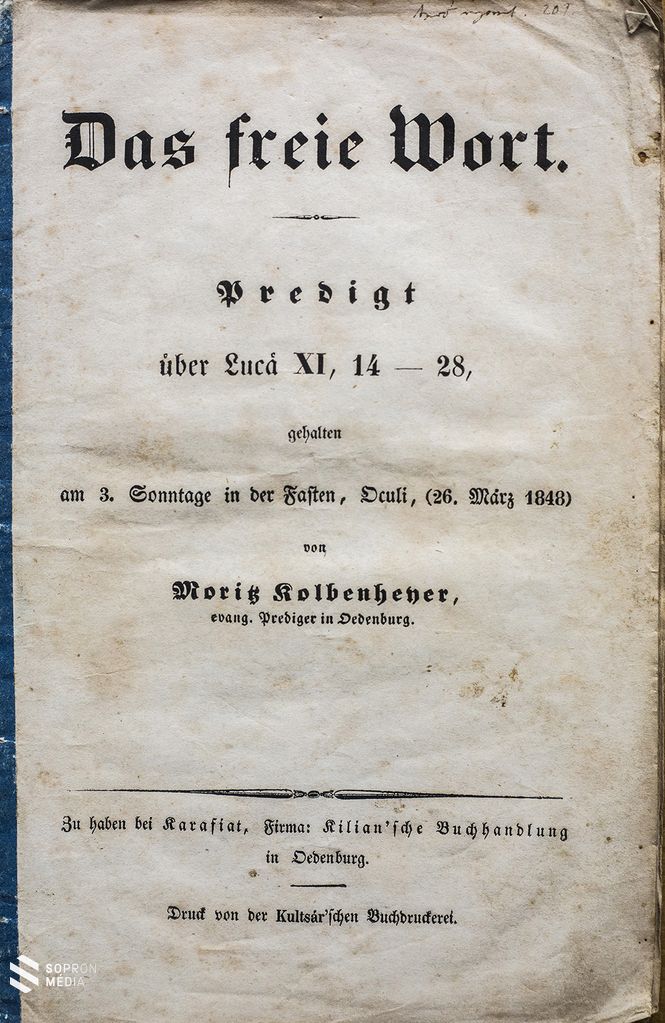 207.
Das freie Wort.
Predigt
über Lucä XI, 14 — 28,
gehalten
am 3. Sonntage in der Fasten, Oculi, (26. März 1848)
von
Moritz Kolbenheyer,
evang. Prediger in Oedenburg.
Zu haben bei Karafiat, Firma: Kilian'sche Buchhandlung
in Oedenburg.
Druck von der Kultsár'schen Buchdruckerei.
SOPRON
MÉDIA